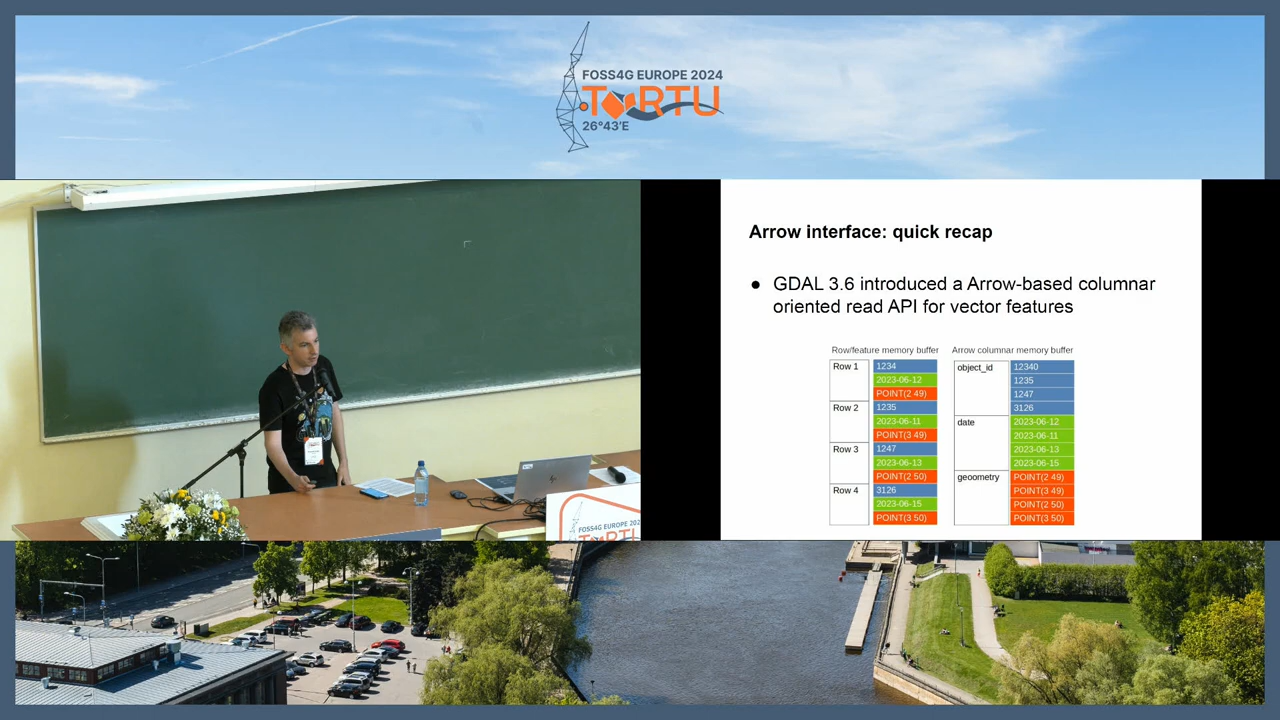 FOSS4G EUROPE 2024
TARTU
26°43'E
Arrow interface: quick recap
● GDAL 3.6 introduced a Arrow-based columnar
oriented read API for vector features
Row/feature memory buffer
Row 1
1234
2023-06-12
POINT(2 49)
Row 2
1235
2023-06-11
POINT(3 49)
Row 3
1247
2023-06-13
POINT(2 50)
Row 4
3126
2023-06-15
POINT(3 50)
Arrow columnar memory buffer
object_id
12340
1235
1247
3126
date
2023-06-12
2023-06-11
2023-06-13
2023-06-15
geoometry
POINT(2 49)
POINT(3 49)
POINT(2 50)
POINT(3 50)
FOSS4G EUROPE 202